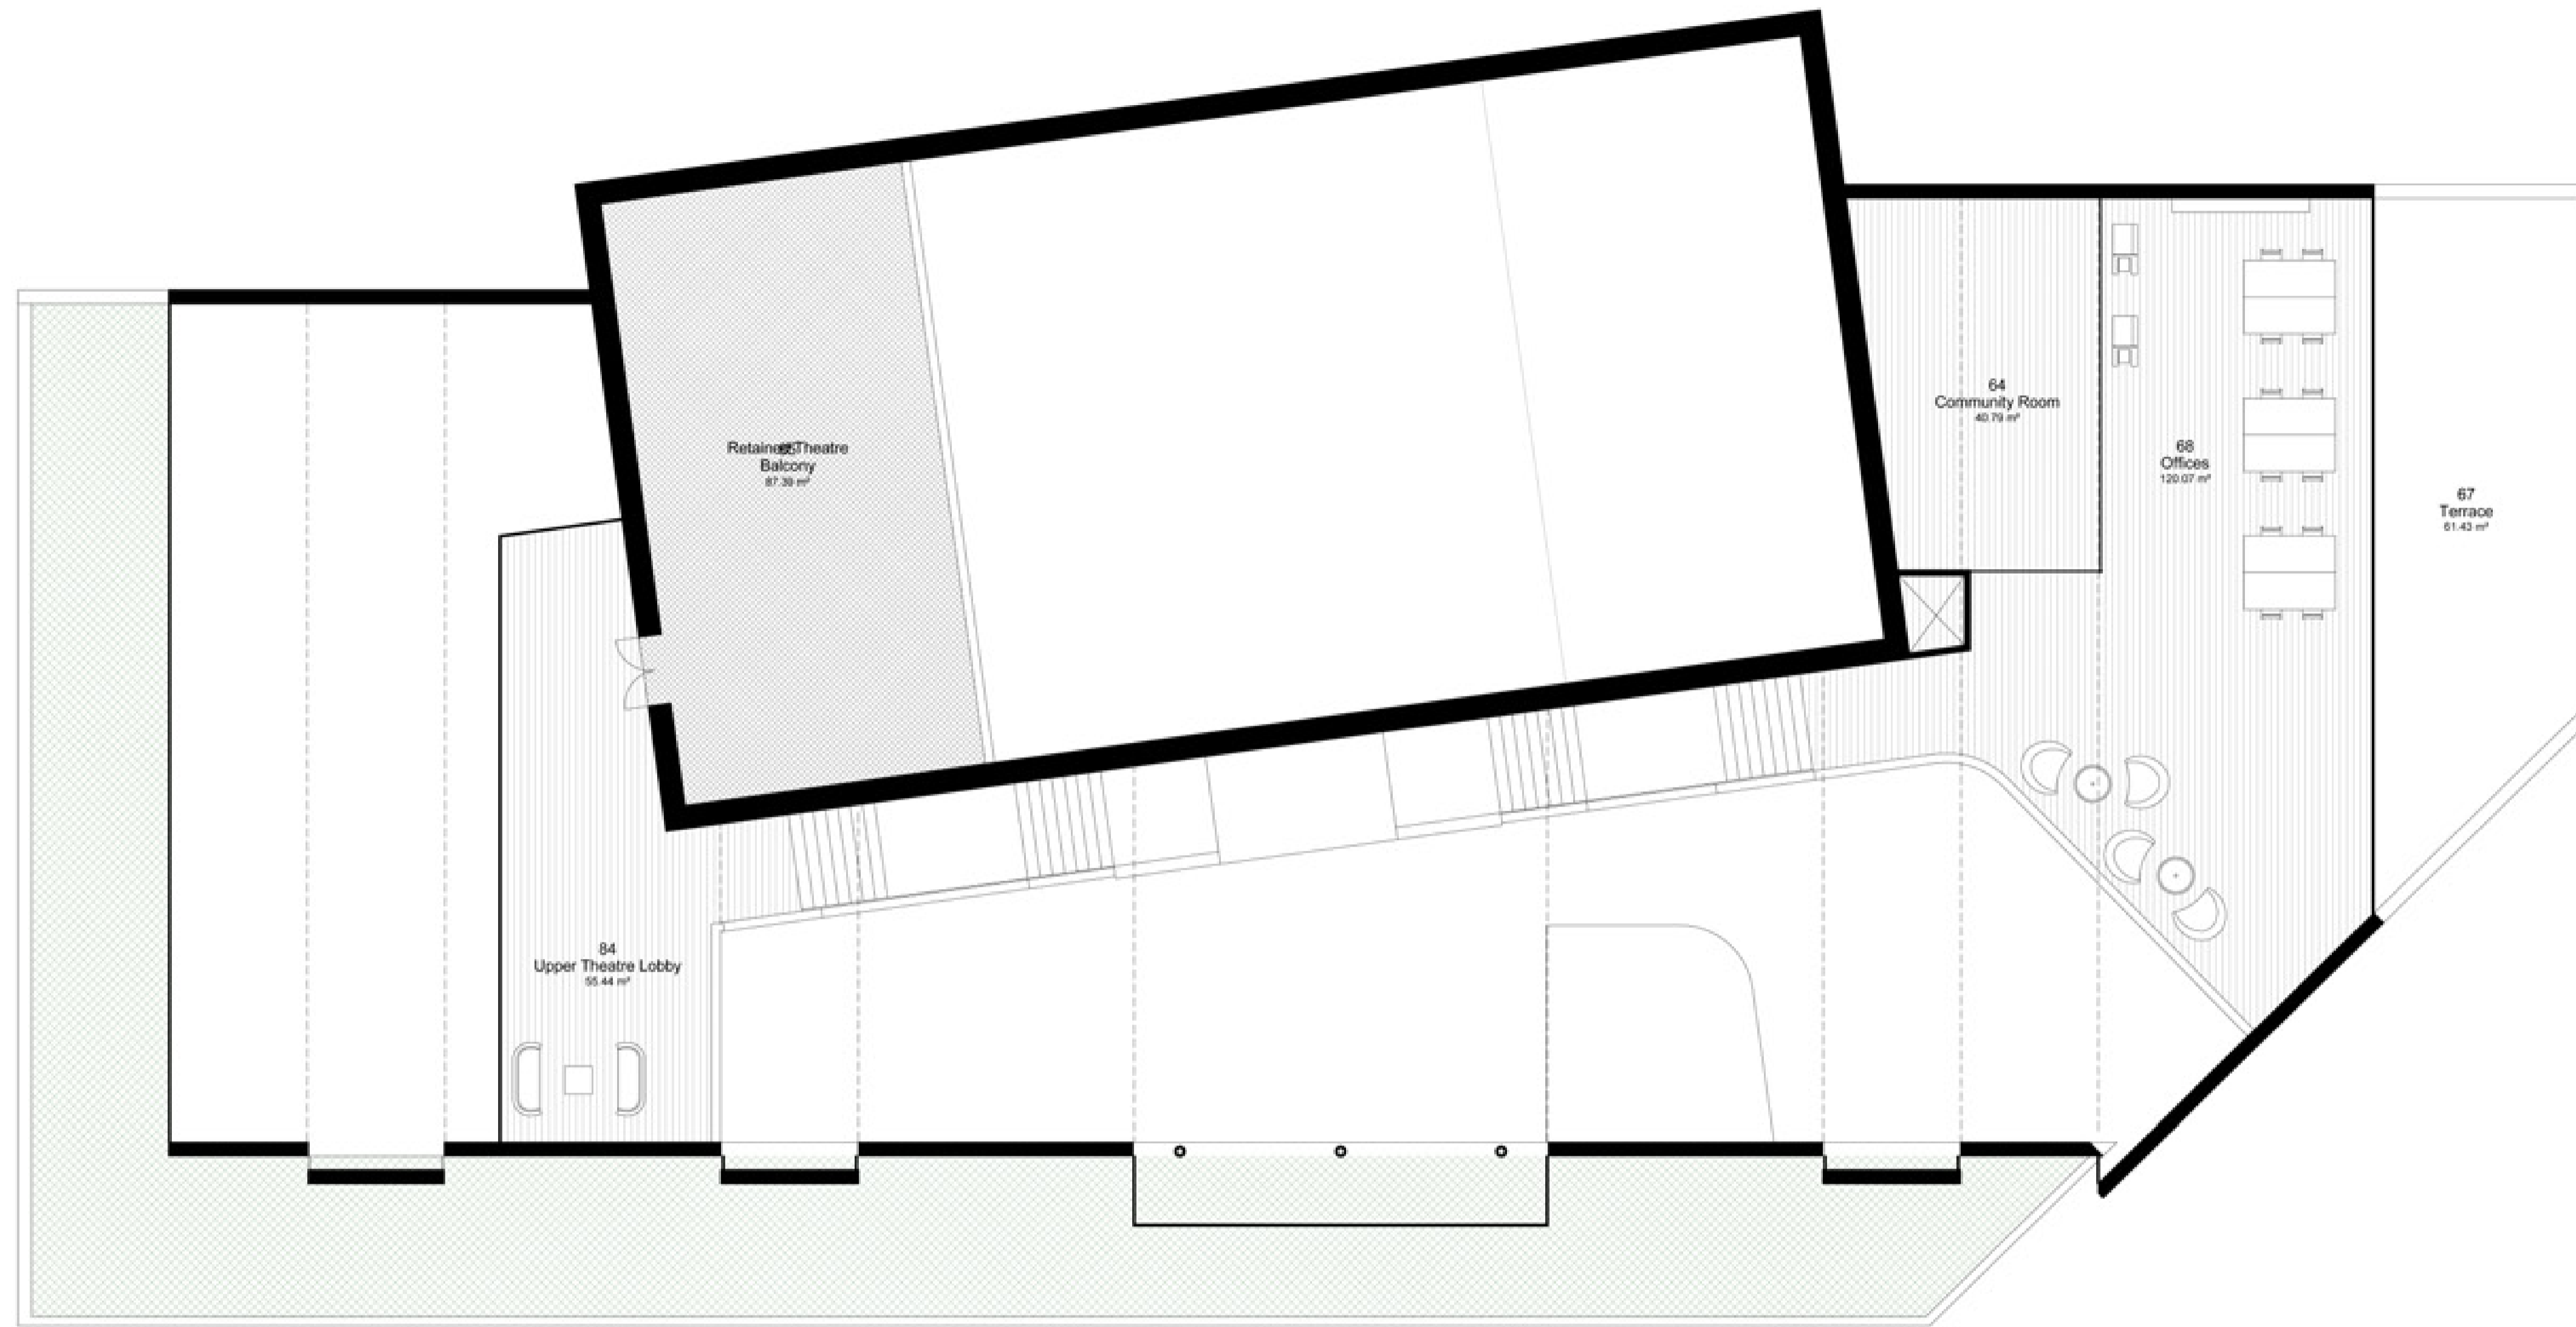 Retained Theatre
Balcony
87.39 m²
64
Community Room
40.79 m²
68
Offices
120.07 m²
67
Terrace
61.43 m²
84
Upper Theatre Lobby
55.44 m²